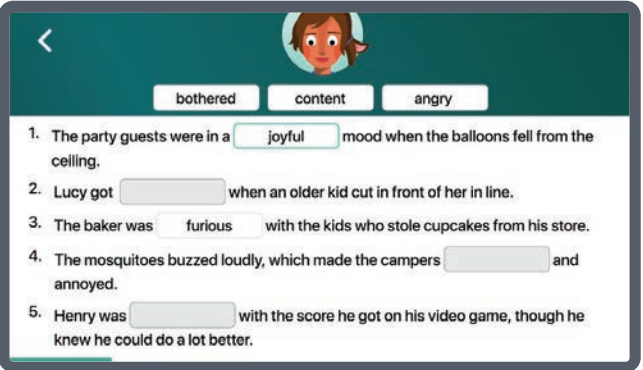 bothered content angry
1. The party guests were in a joyful mood when the balloons fell from the
ceiling.
2. Lucy got when an older kid cut in front of her in line.
3. The baker was furious with the kids who stole cupcakes from his store.
4. The mosquitoes buzzed loudly, which made the campers and
annoyed.
5. Henry was with the score he got on his video game, though he
knew he could do a lot better.